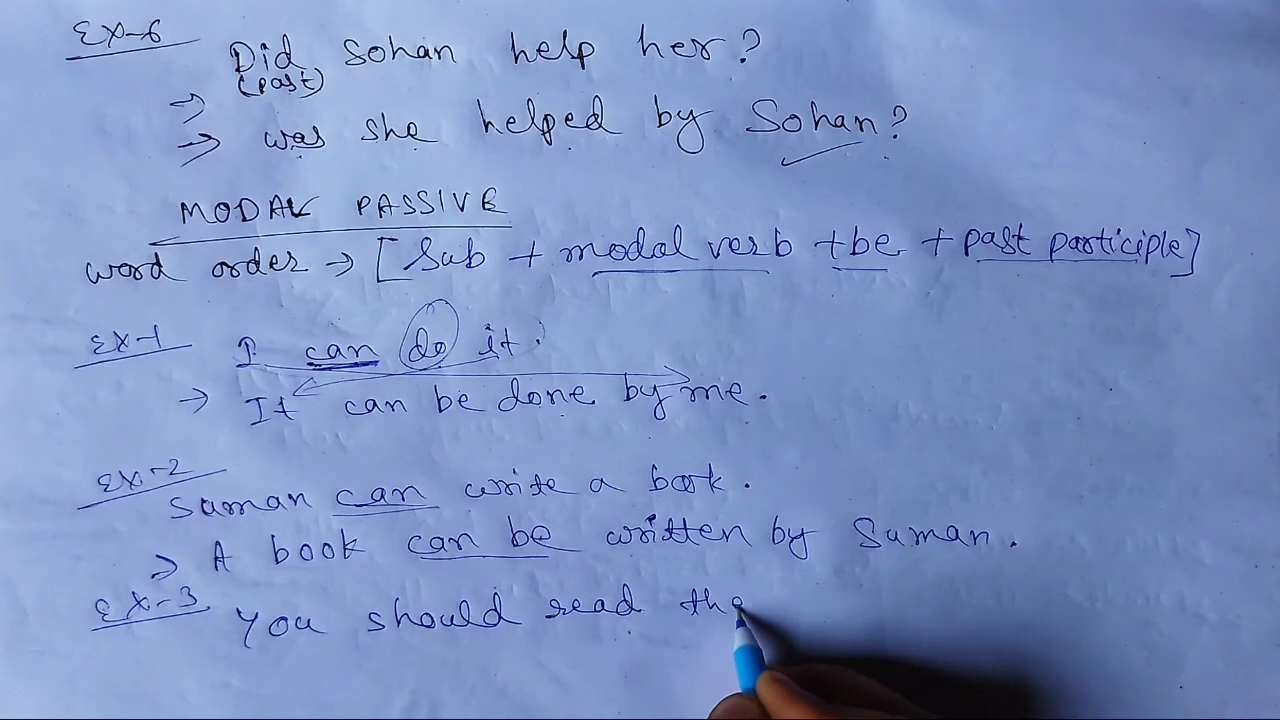 Ex-6
Did Sohan help her?
(past)
→
→ was she helped by Sohan?
MODAL PASSIVE
word order → [Sub + modal verb + be + past participle]
Ex-1
I can do it.
→ It can be done by me.
Ex-2
Suman can write a book.
→ A book can be written by Suman.
Ex-3 You should read the